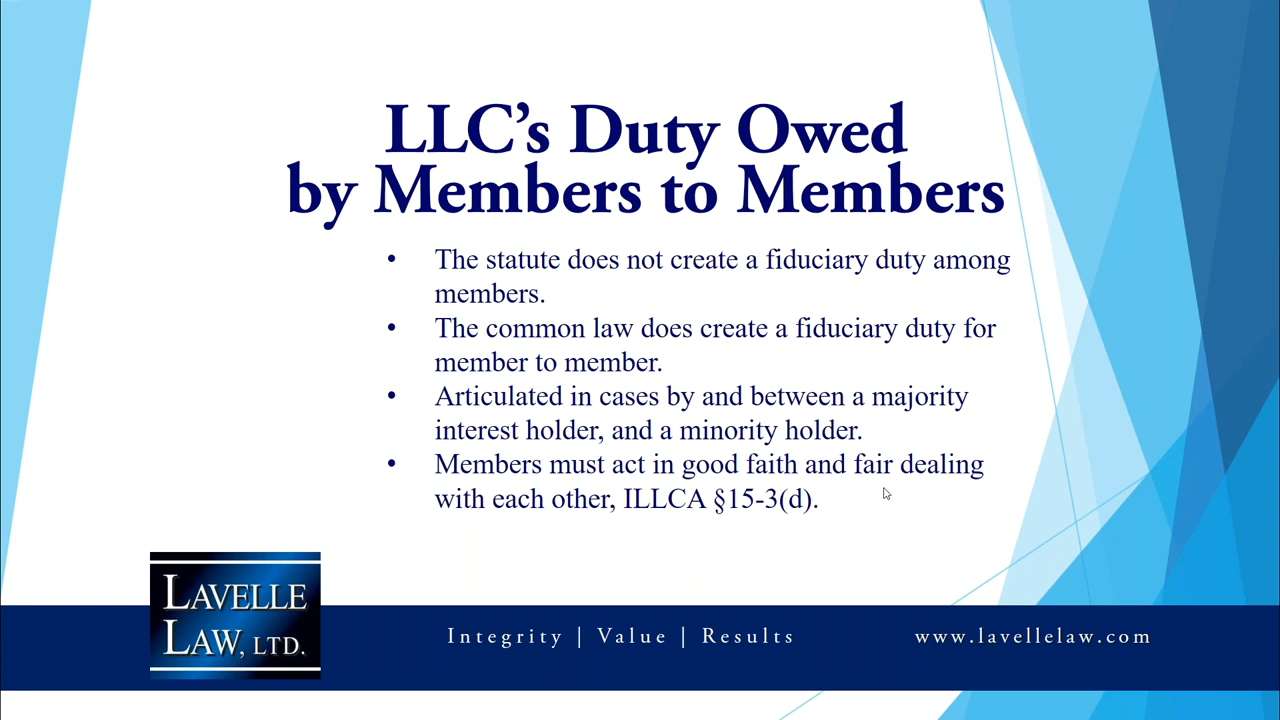 LLC’s Duty Owed
by Members to Members
• The statute does not create a fiduciary duty among
members.
• The common law does create a fiduciary duty for
member to member.
• Articulated in cases by and between a majority
interest holder, and a minority holder.
• Members must act in good faith and fair dealing
with each other, ILLCA §15-3(d).
LAVELLE
LAW, LTD.
Integrity | Value | Results
www.lavellelaw.com